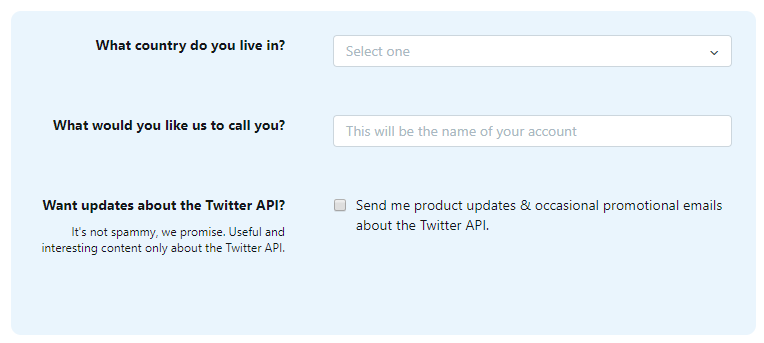 What country do you live in?
Select one
What would you like us to call you?
This will be the name of your account
Want updates about the Twitter API?
It's not spammy, we promise. Useful and
interesting content only about the Twitter API.
Send me product updates & occasional promotional emails
about the Twitter API.